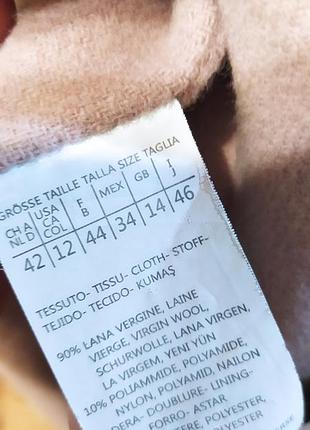 GRÖSSE TAILLE TALLA SIZE TAGLIA
CH A NL D USA CA COL F B MEX GB I J
42 12 44 34 14 46
TESSUTO- TISSU- CLOTH- STOFF-
TEJIDO- TECIDO- KUMAŞ
90% LANA VERGINE, LAINE
VIERGE, VIRGIN WOOL,
SCHURWOLLE, LANA VIRGEN,
LA VIRGEM, YENİ YÜN
10% POLIAMMIDE, POLYAMIDE,
NYLON, POLYAMID, NAILON
DERA- DOUBLURE- LINING-
FORRO- ASTAR
POLYESTER,